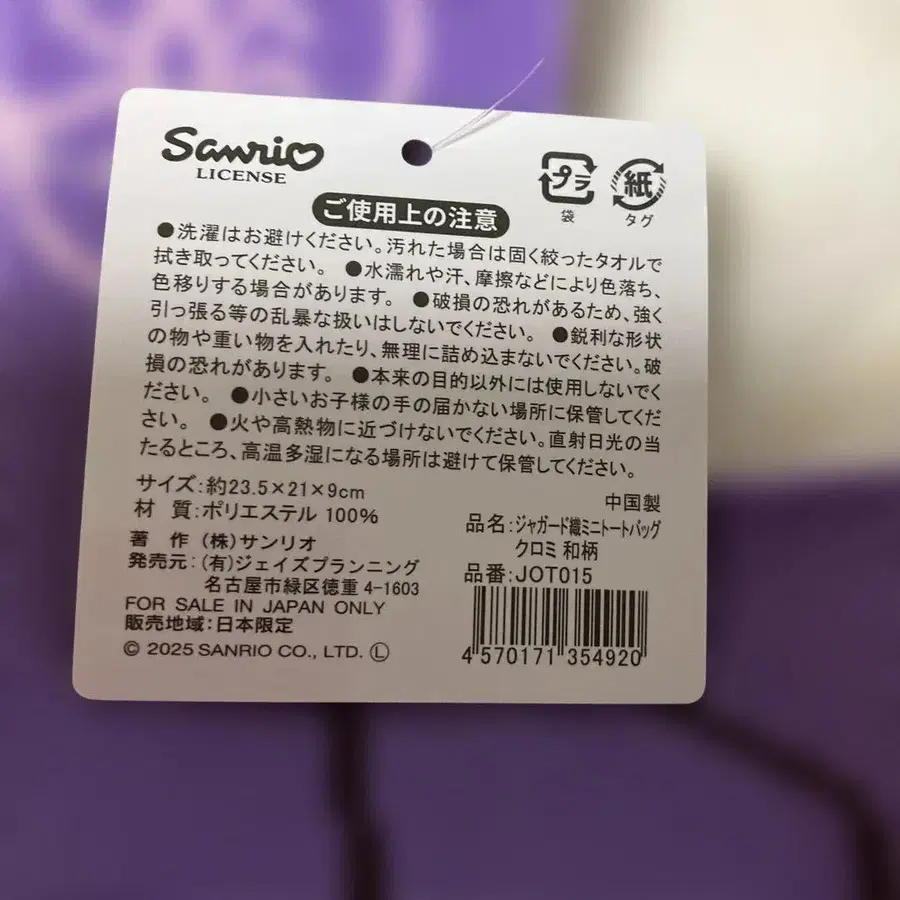 Sanrio
LICENSE
プラ
袋
紙
タグ
ご使用上の注意
●洗濯はお避けください。汚れた場合は固く絞ったタオルで
拭き取ってください。 ●水濡れや汗、摩擦などにより色落ち、
色移りする場合があります。 ●破損の恐れがあるため、強く
引っ張る等の乱暴な扱いはしないでください。 ●鋭利な形状
の物や重い物を入れたり、無理に詰め込まないでください。破
損の恐れがあります。 ●本来の目的以外には使用しないでく
ださい。 ●小さいお子様の手の届かない場所に保管してくだ
さい。 ●火や高熱物に近づけないでください。直射日光の当
たるところ、高温多湿になる場所は避けて保管してください。
サイズ:約23.5×21×9cm
材 質:ポリエステル 100%
著 作 (株)サンリオ
発売元:(有)ジェイズプランニング
名古屋市緑区徳重 4-1603
FOR SALE IN JAPAN ONLY
販売地域:日本限定
© 2025 SANRIO CO., LTD. Ⓛ
中国製
品名:ジャガード織ミニトートバッグ
クロミ 和柄
品番:JOT015
4 570171 354920